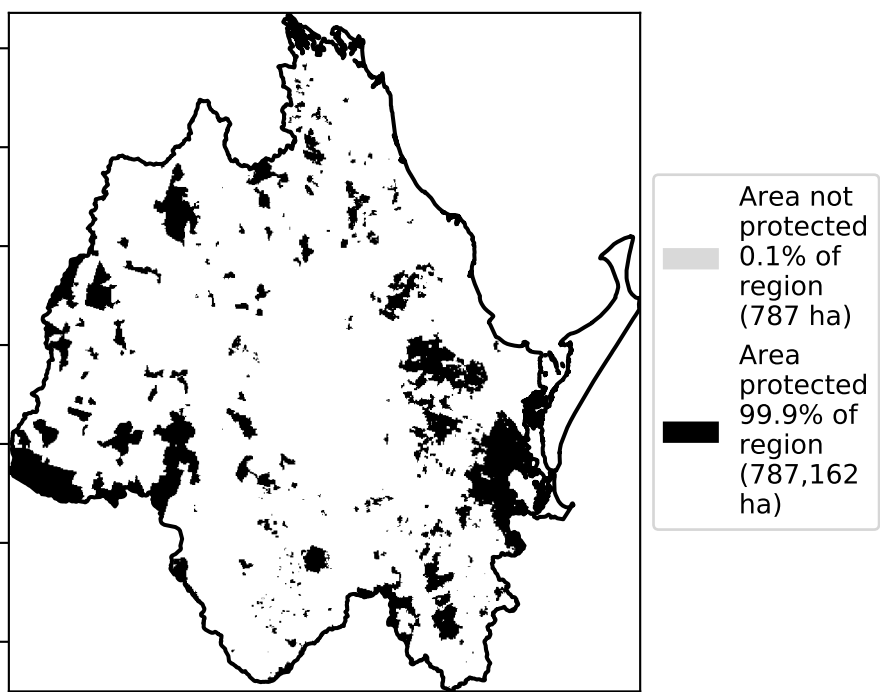 Area not
protected
0.1% of
region
(787 ha)
Area
protected
99.9% of
region
(787,162
ha)